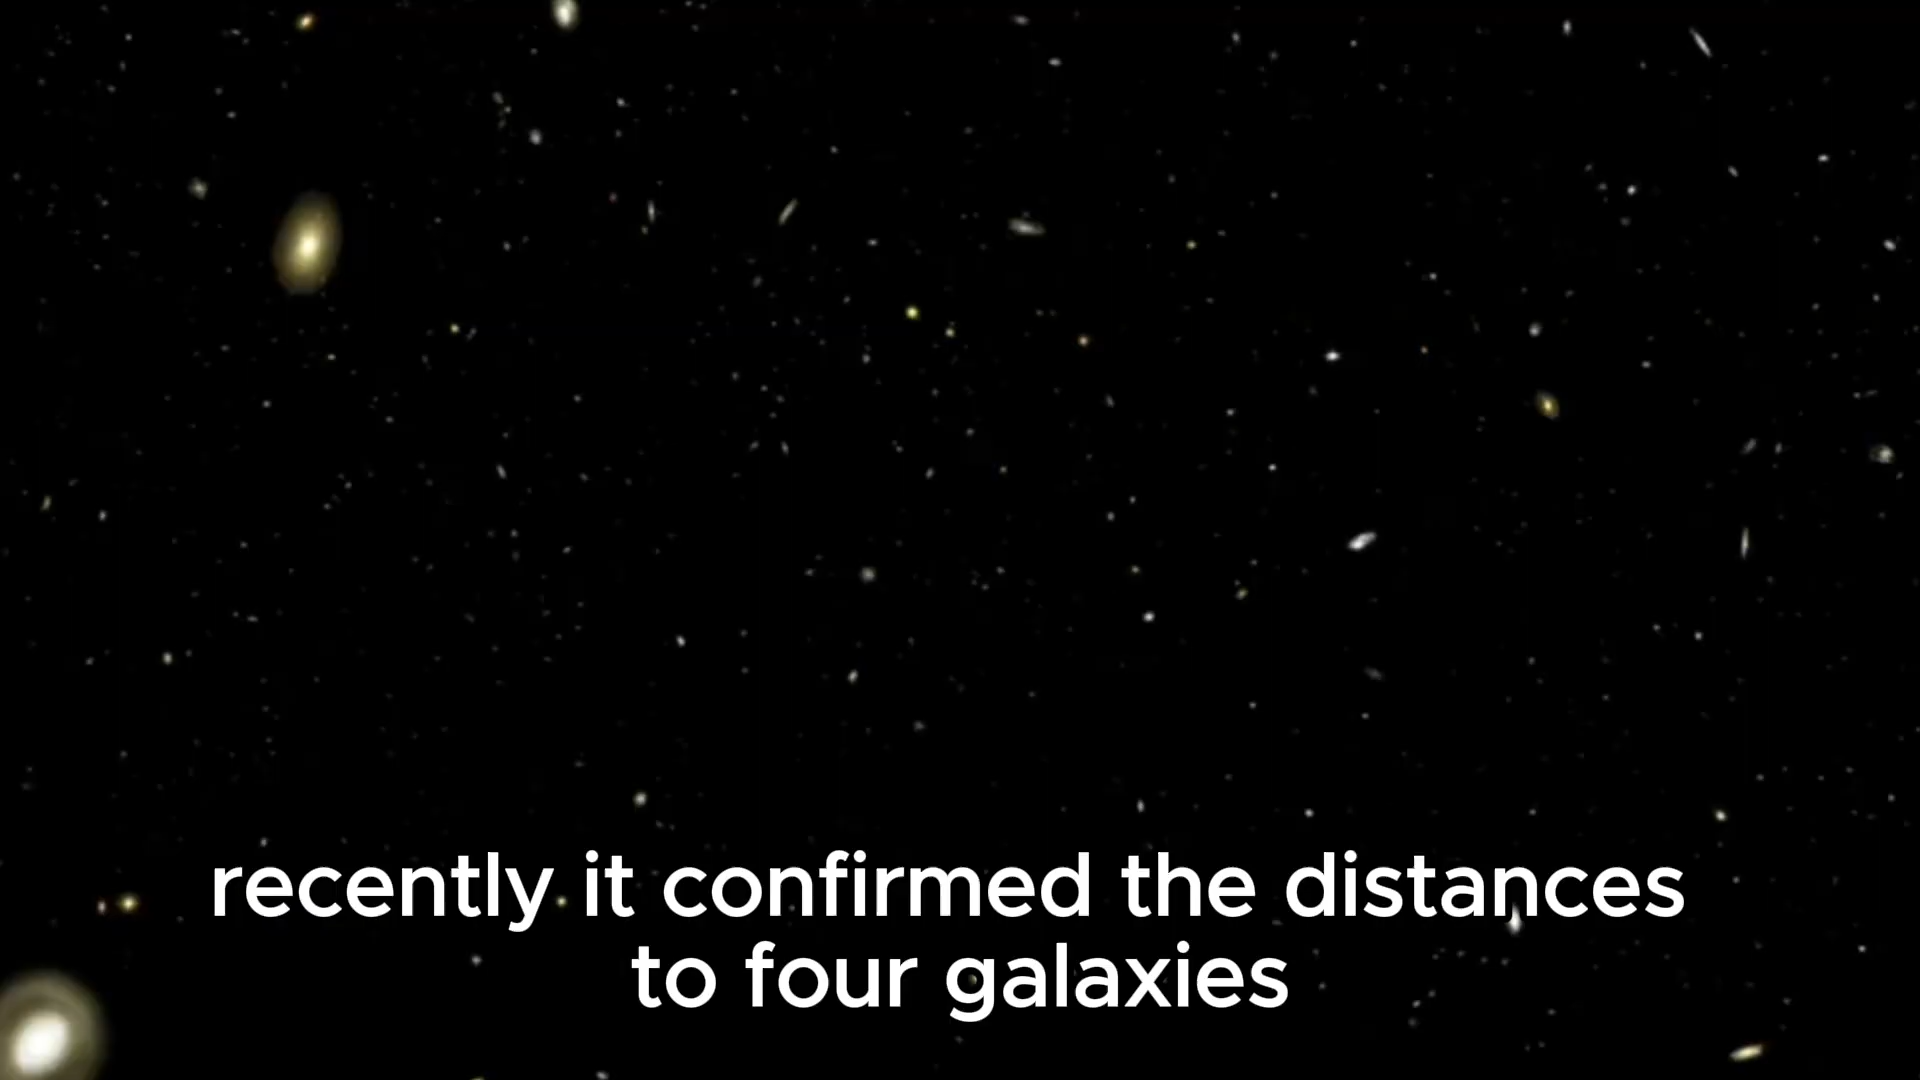 recently it confirmed the distances
to four galaxies